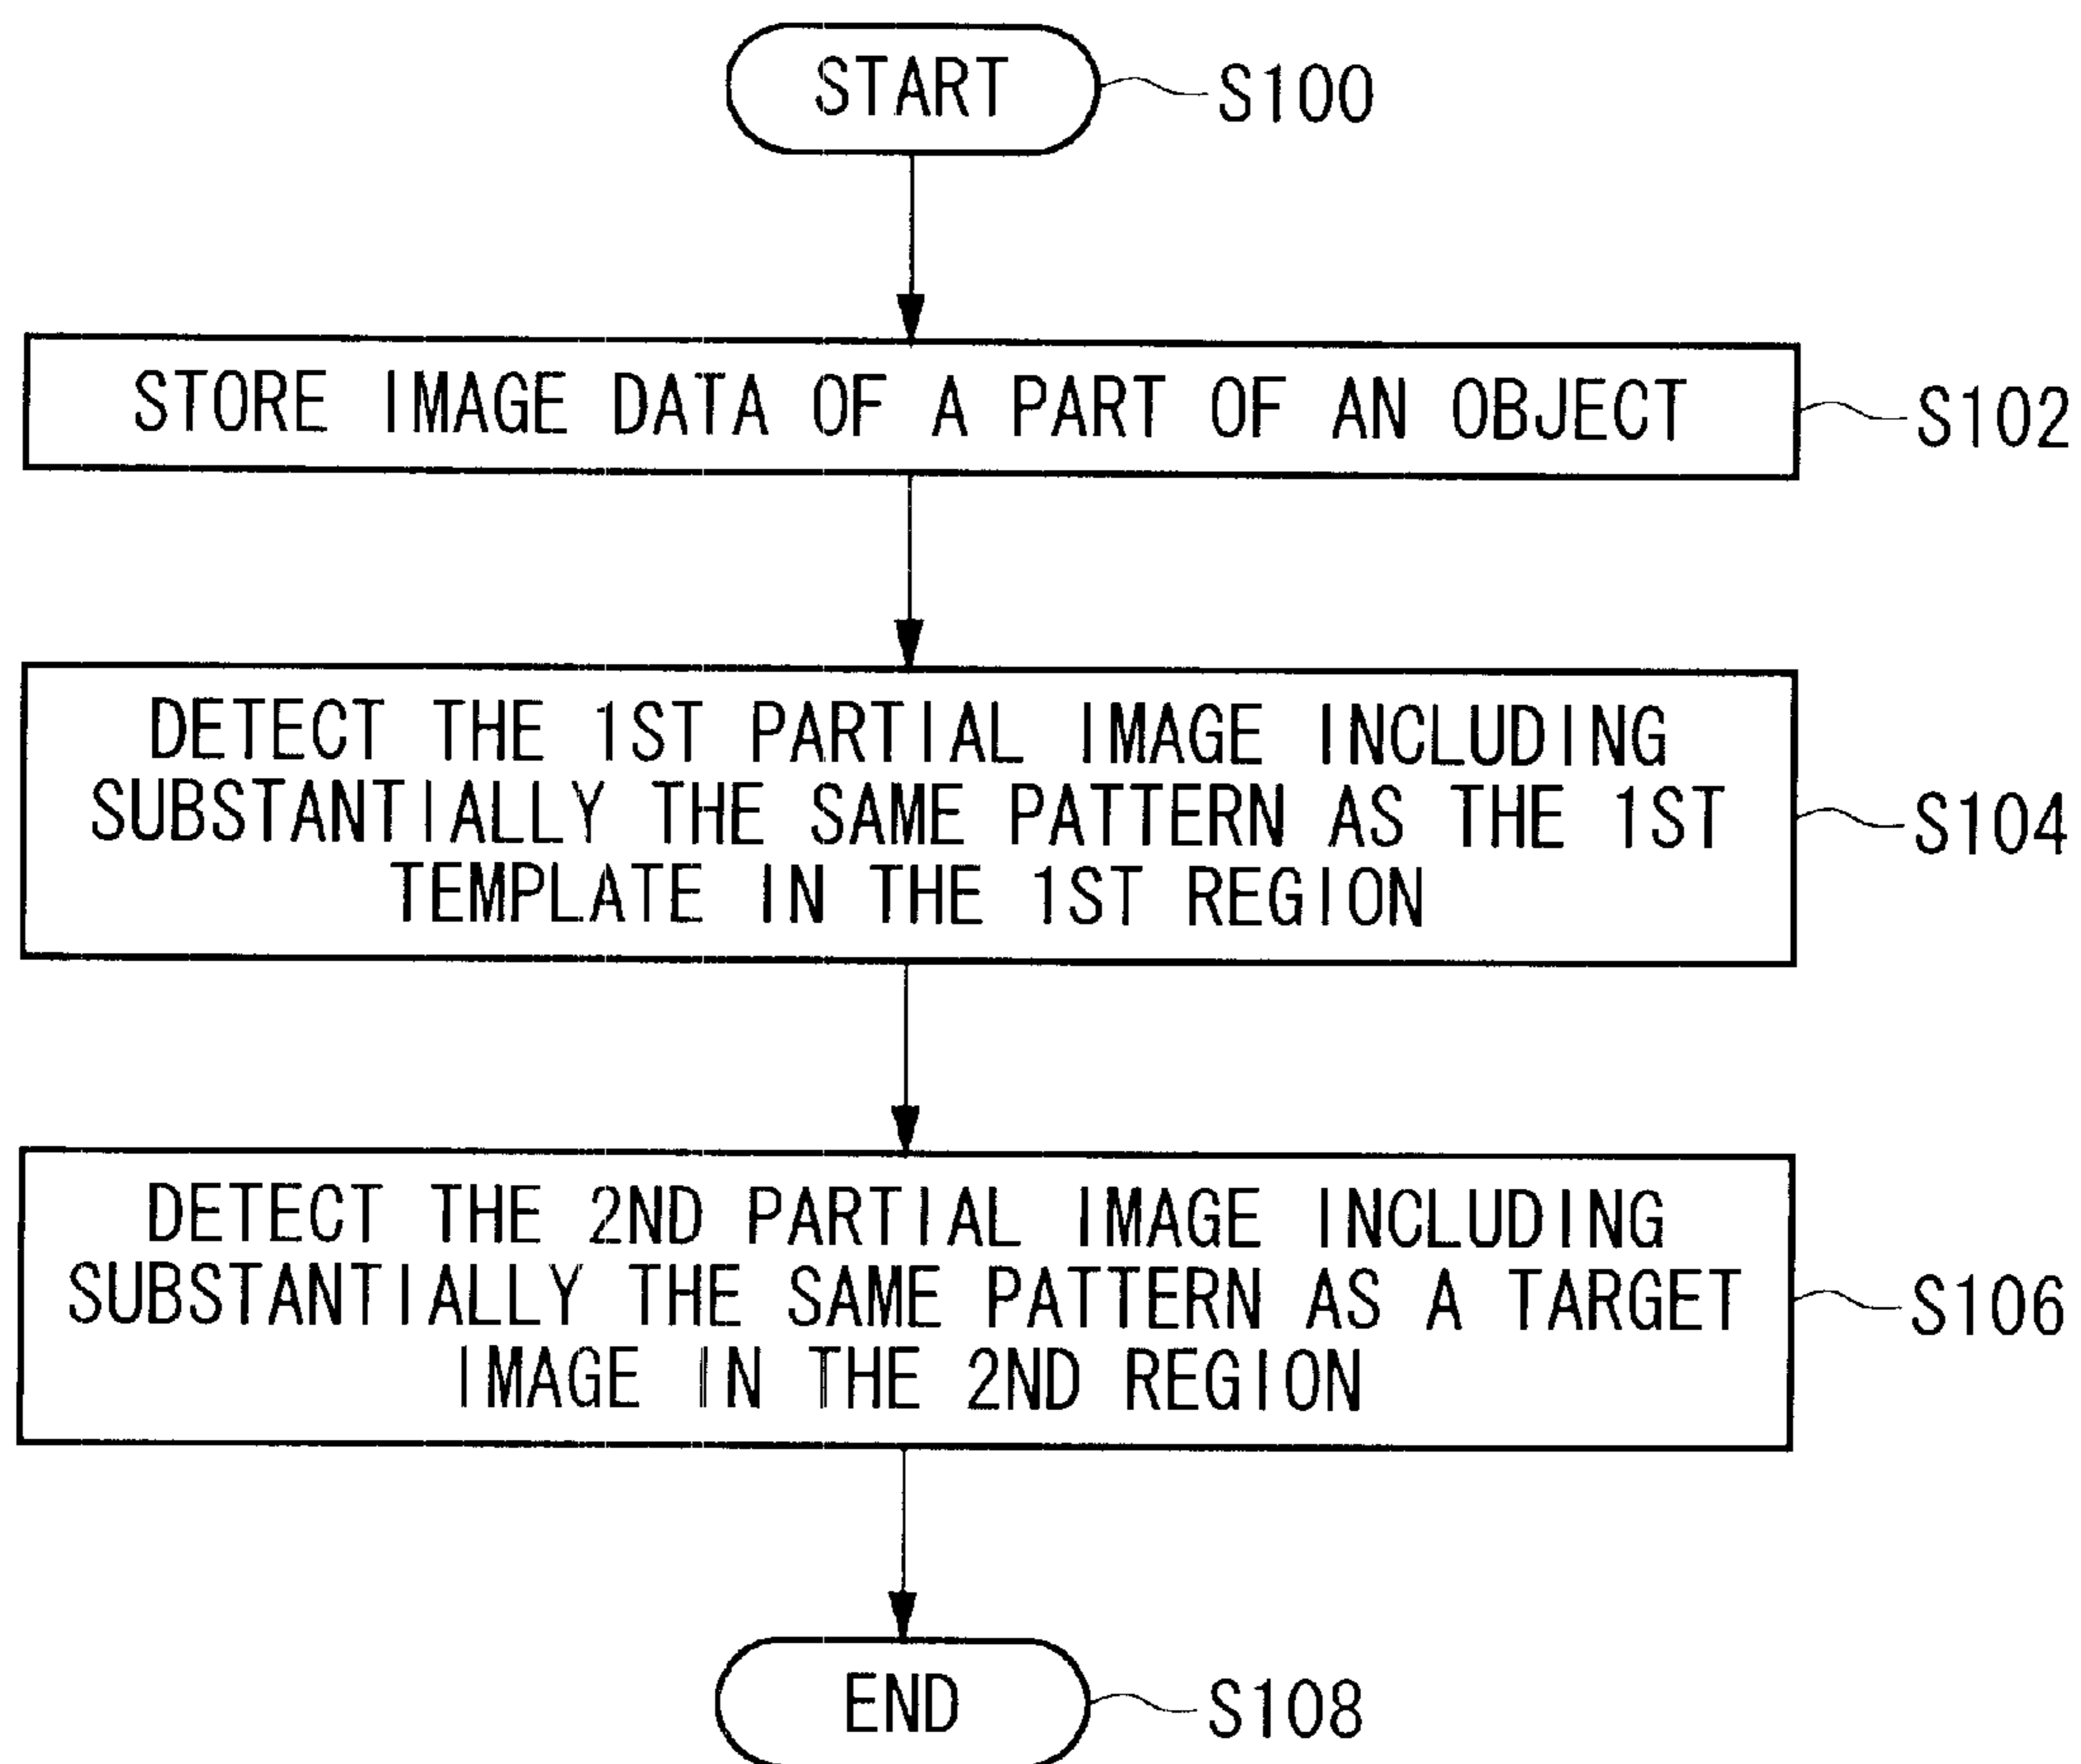 START
S100
STORE IMAGE DATA OF A PART OF AN OBJECT
S102
DETECT THE 1ST PARTIAL IMAGE INCLUDING
SUBSTANTIALLY THE SAME PATTERN AS THE 1ST
TEMPLATE IN THE 1ST REGION
S104
DETECT THE 2ND PARTIAL IMAGE INCLUDING
SUBSTANTIALLY THE SAME PATTERN AS A TARGET
IMAGE IN THE 2ND REGION
S106
END
S108